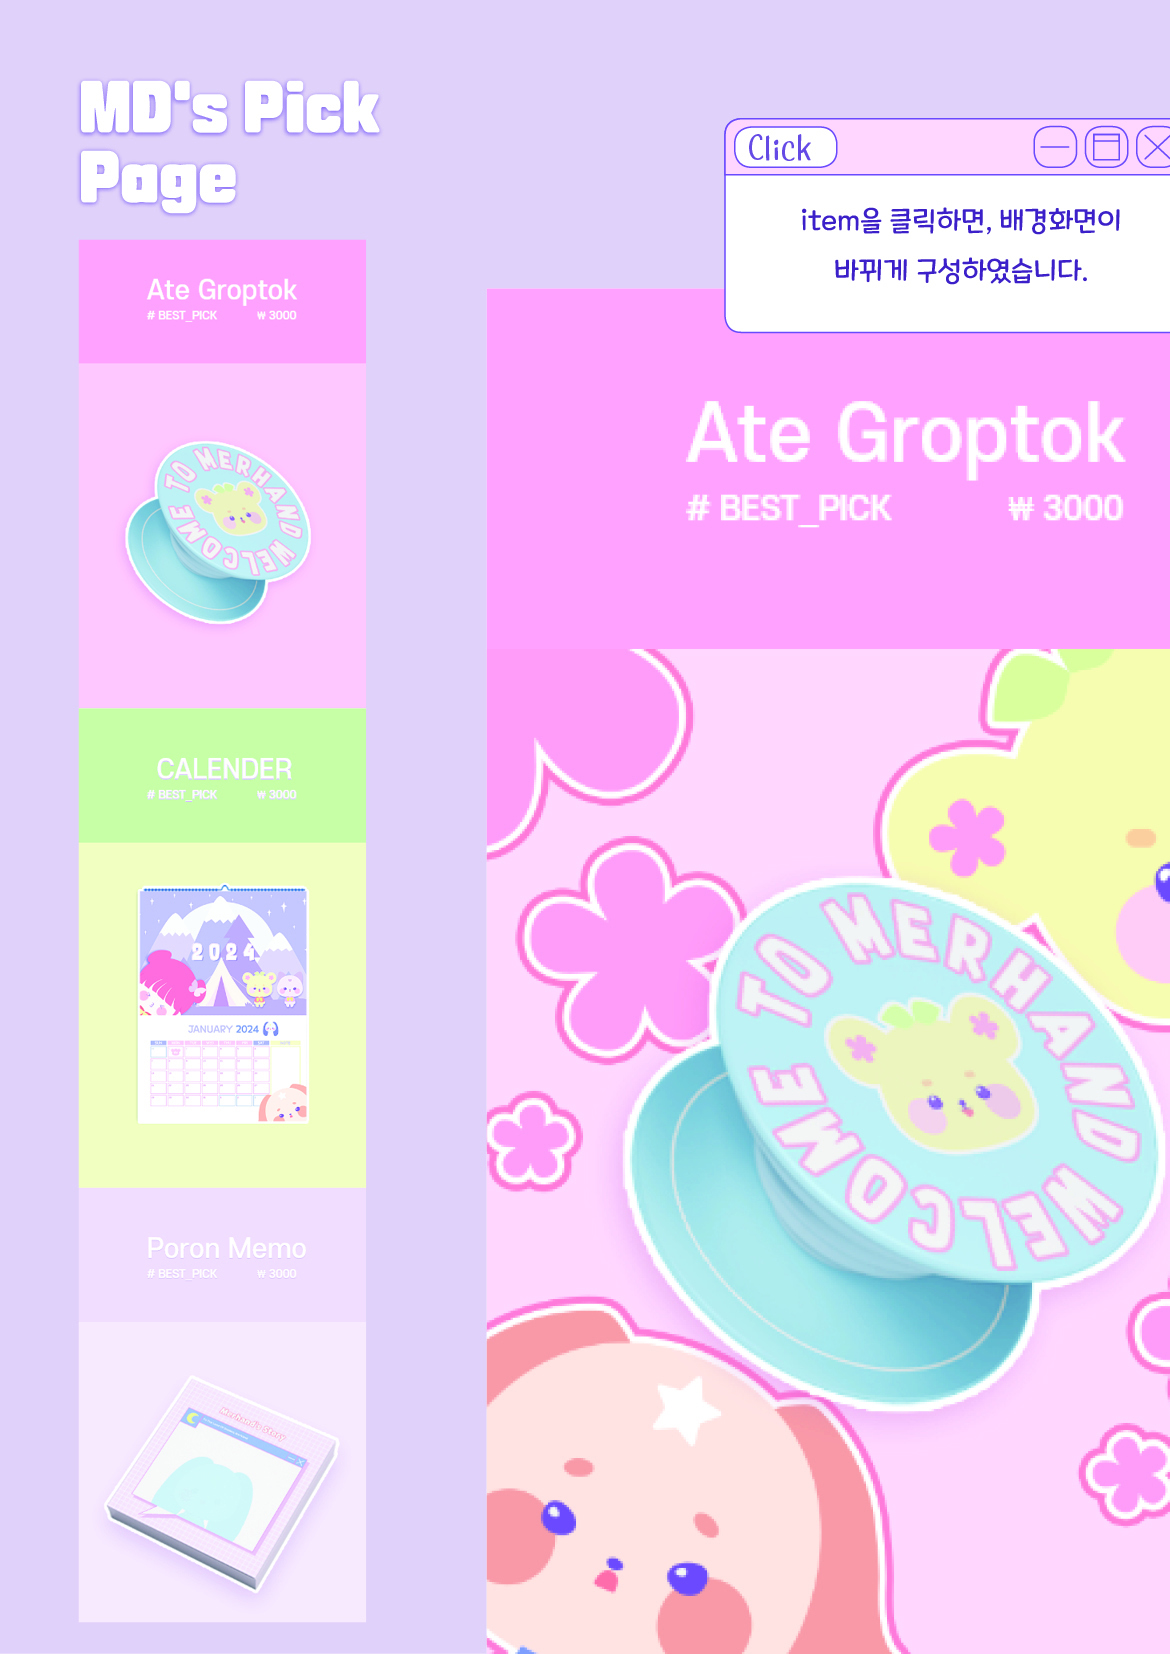 MD's Pick
Page
Click
item을 클릭하면, 배경화면이
바뀌게 구성하였습니다.
Ate Groptok
# BEST_PICK ₩ 3000
WELCOME TO MERHAND
CALENDER
# BEST_PICK ₩ 3000
2024
JANUARY 2024
Poron Memo
# BEST_PICK ₩ 3000
Merhand's Story
Ate Groptok
# BEST_PICK ₩ 3000
WELCOME TO MERHAND